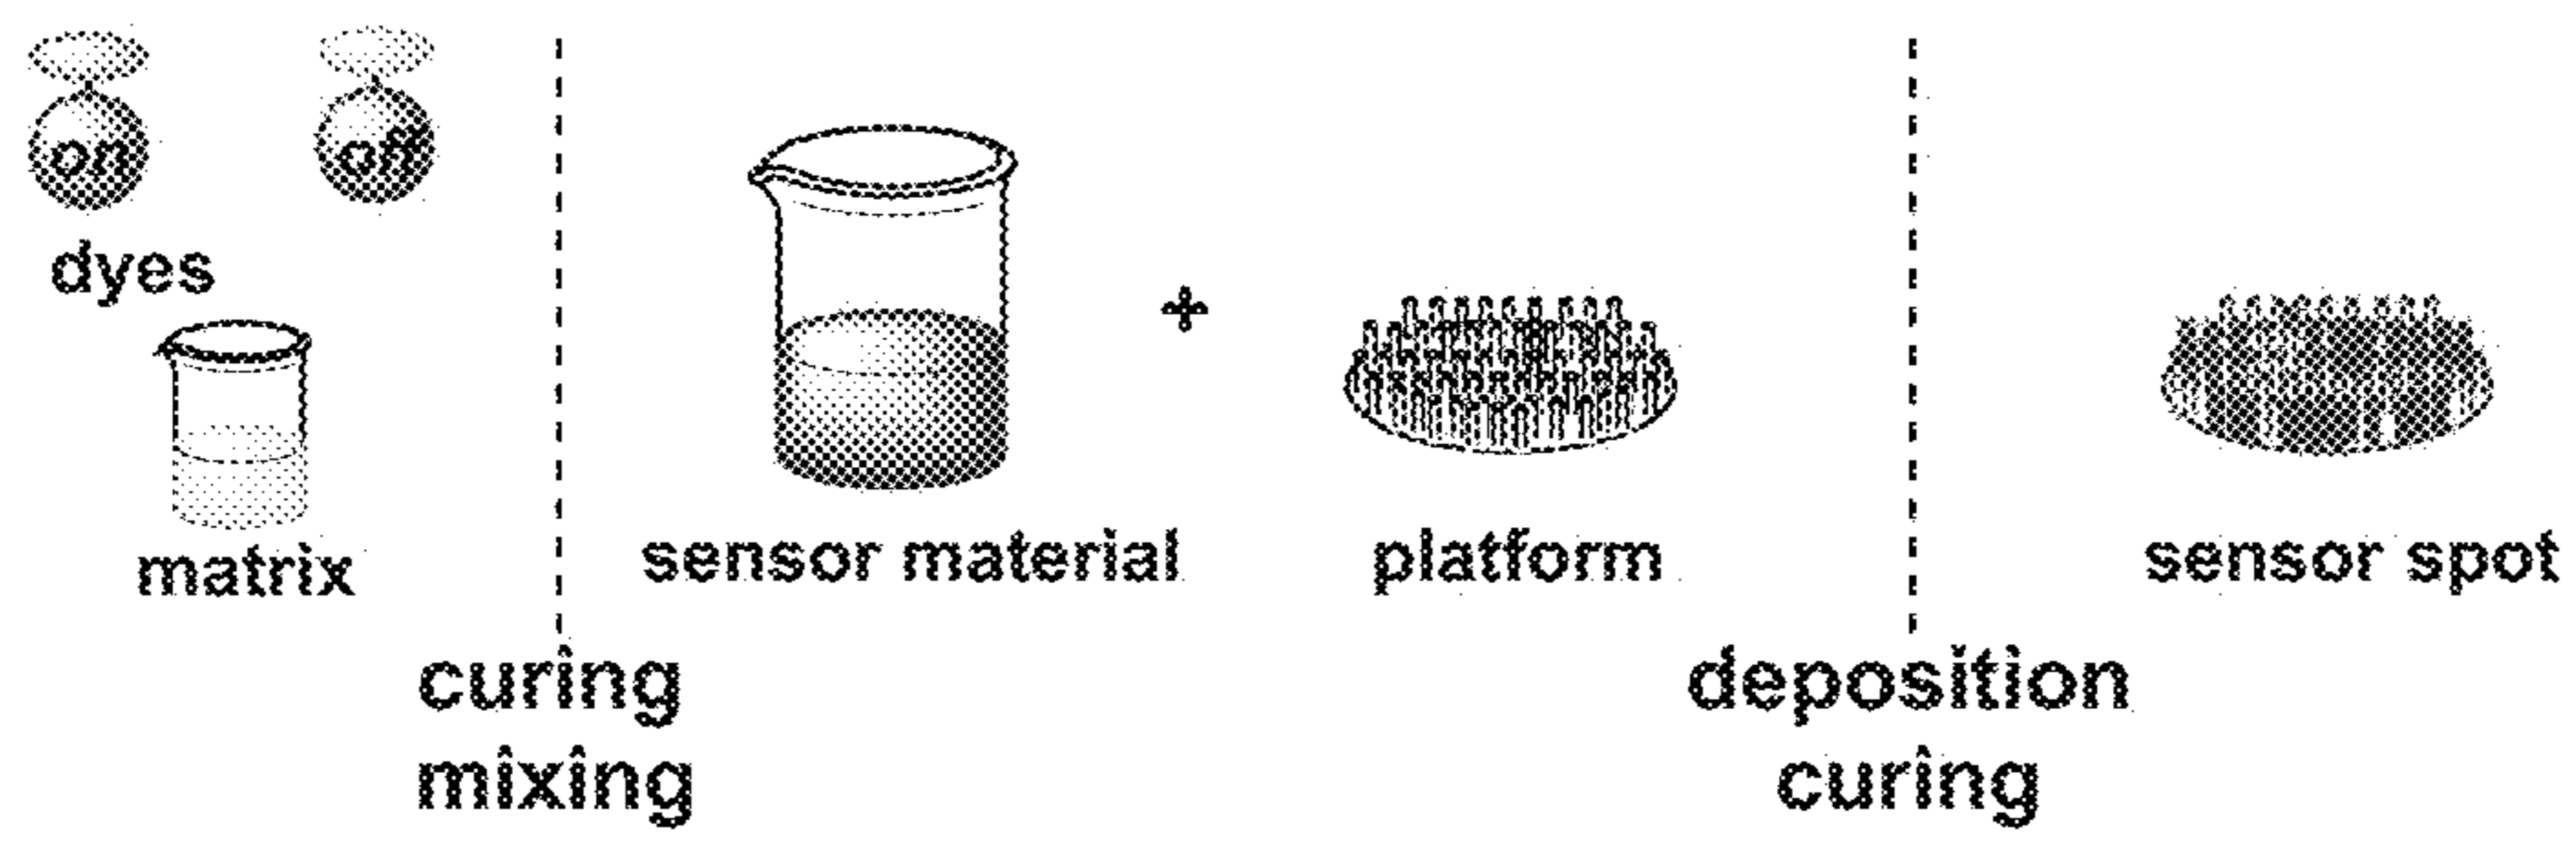 on off
dyes
matrix
+
sensor material platform sensor spot
curing
mixing
deposition
curing